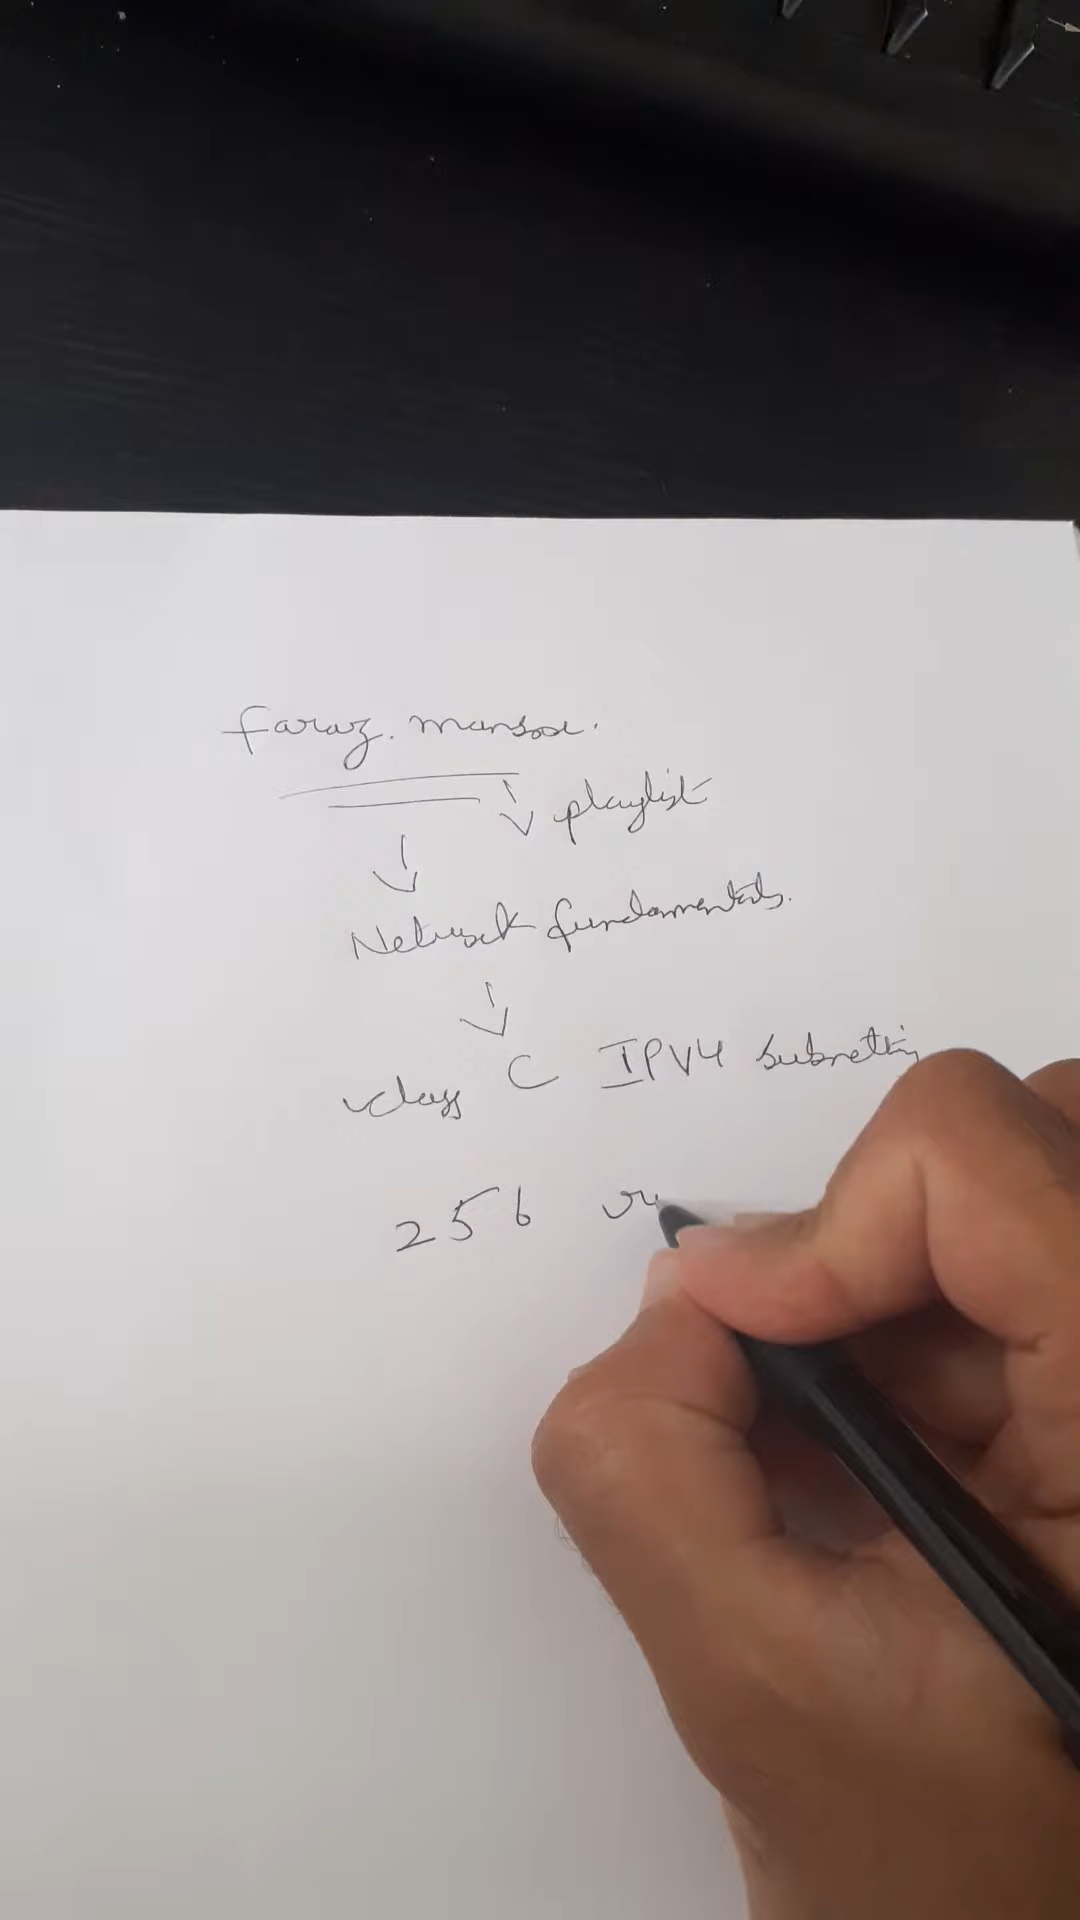 Faraz. mansoor.
playlist
Network fundamentals.
class C IPV4 subnetting
256